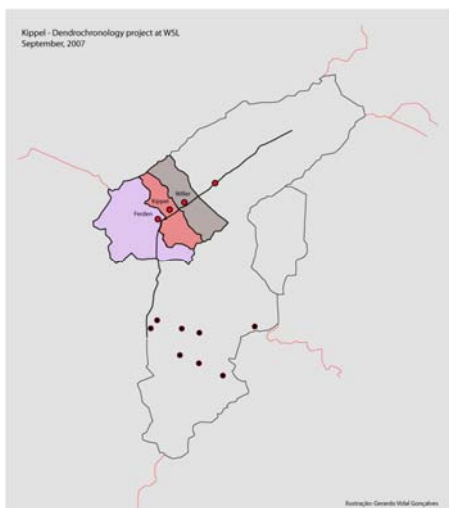 Kippel - Dendrochronology project at WSL
September, 2007
Wiler
Kippel
Ferden
Ilustração: Gerardo Vidal Gonçalves